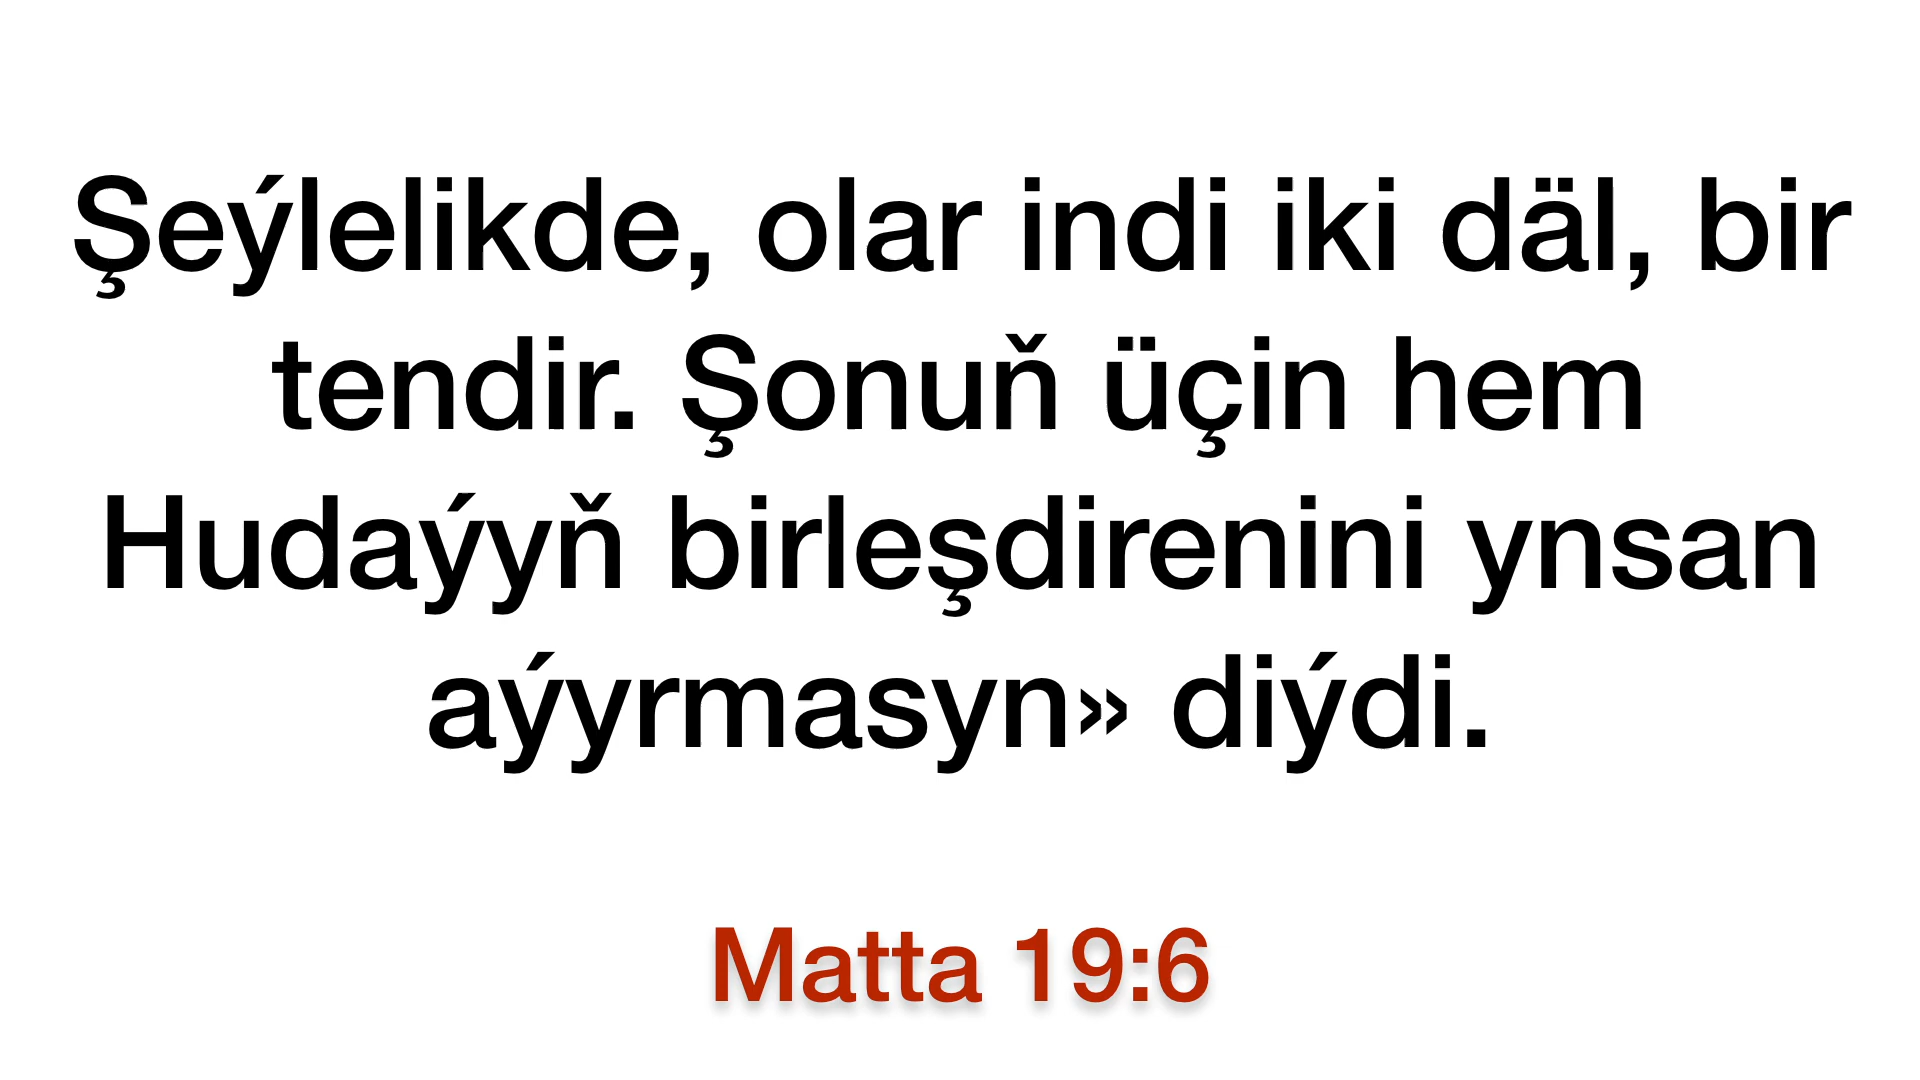 Şeýlelikde, olar indi iki däl, bir
tendir. Şonuň üçin hem
Hudaýyň birleşdirenini ynsan
aýyrmasyn» diýdi.
Matta 19:6